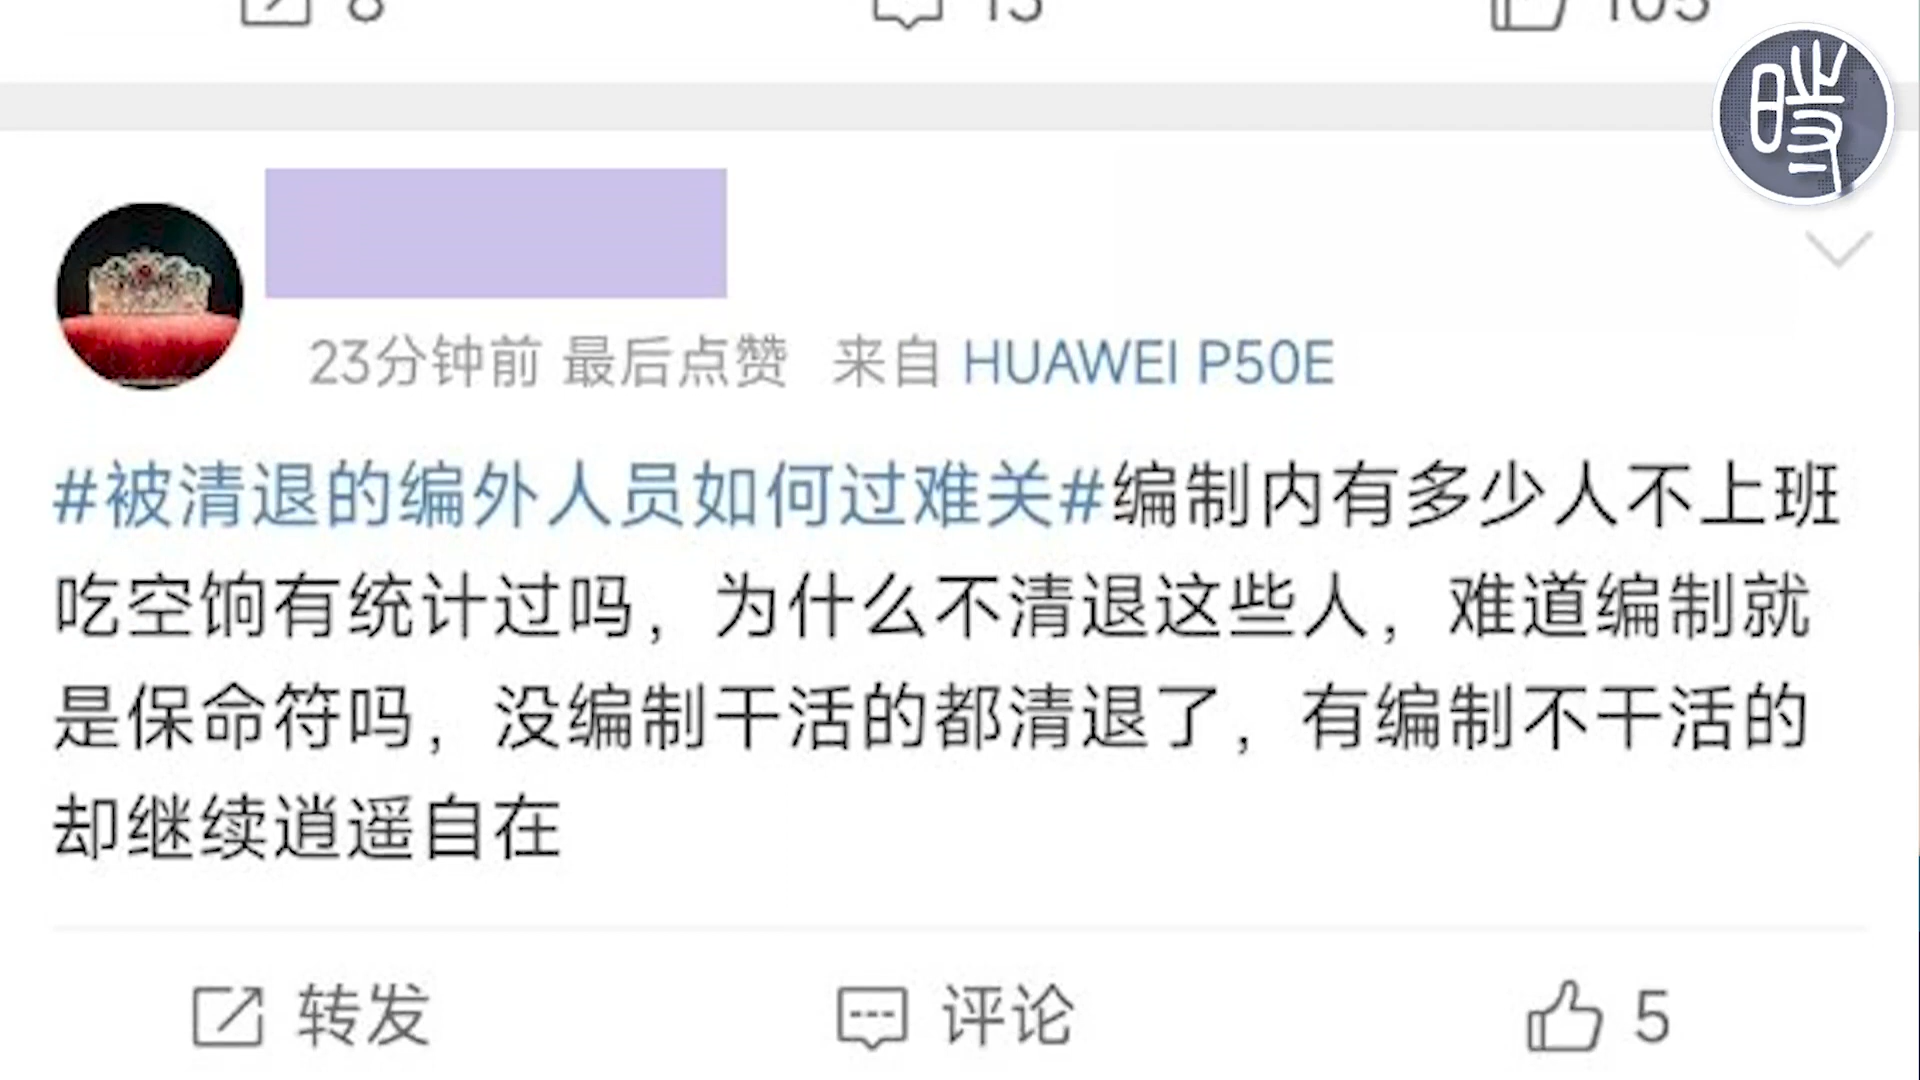 8 13 105
時
23分钟前 最后点赞 来自 HUAWEI P50E
#被清退的编外人员如何过难关#编制内有多少人不上班
吃空饷有统计过吗，为什么不清退这些人，难道编制就
是保命符吗，没编制干活的都清退了，有编制不干活的
却继续逍遥自在
转发 评论 5